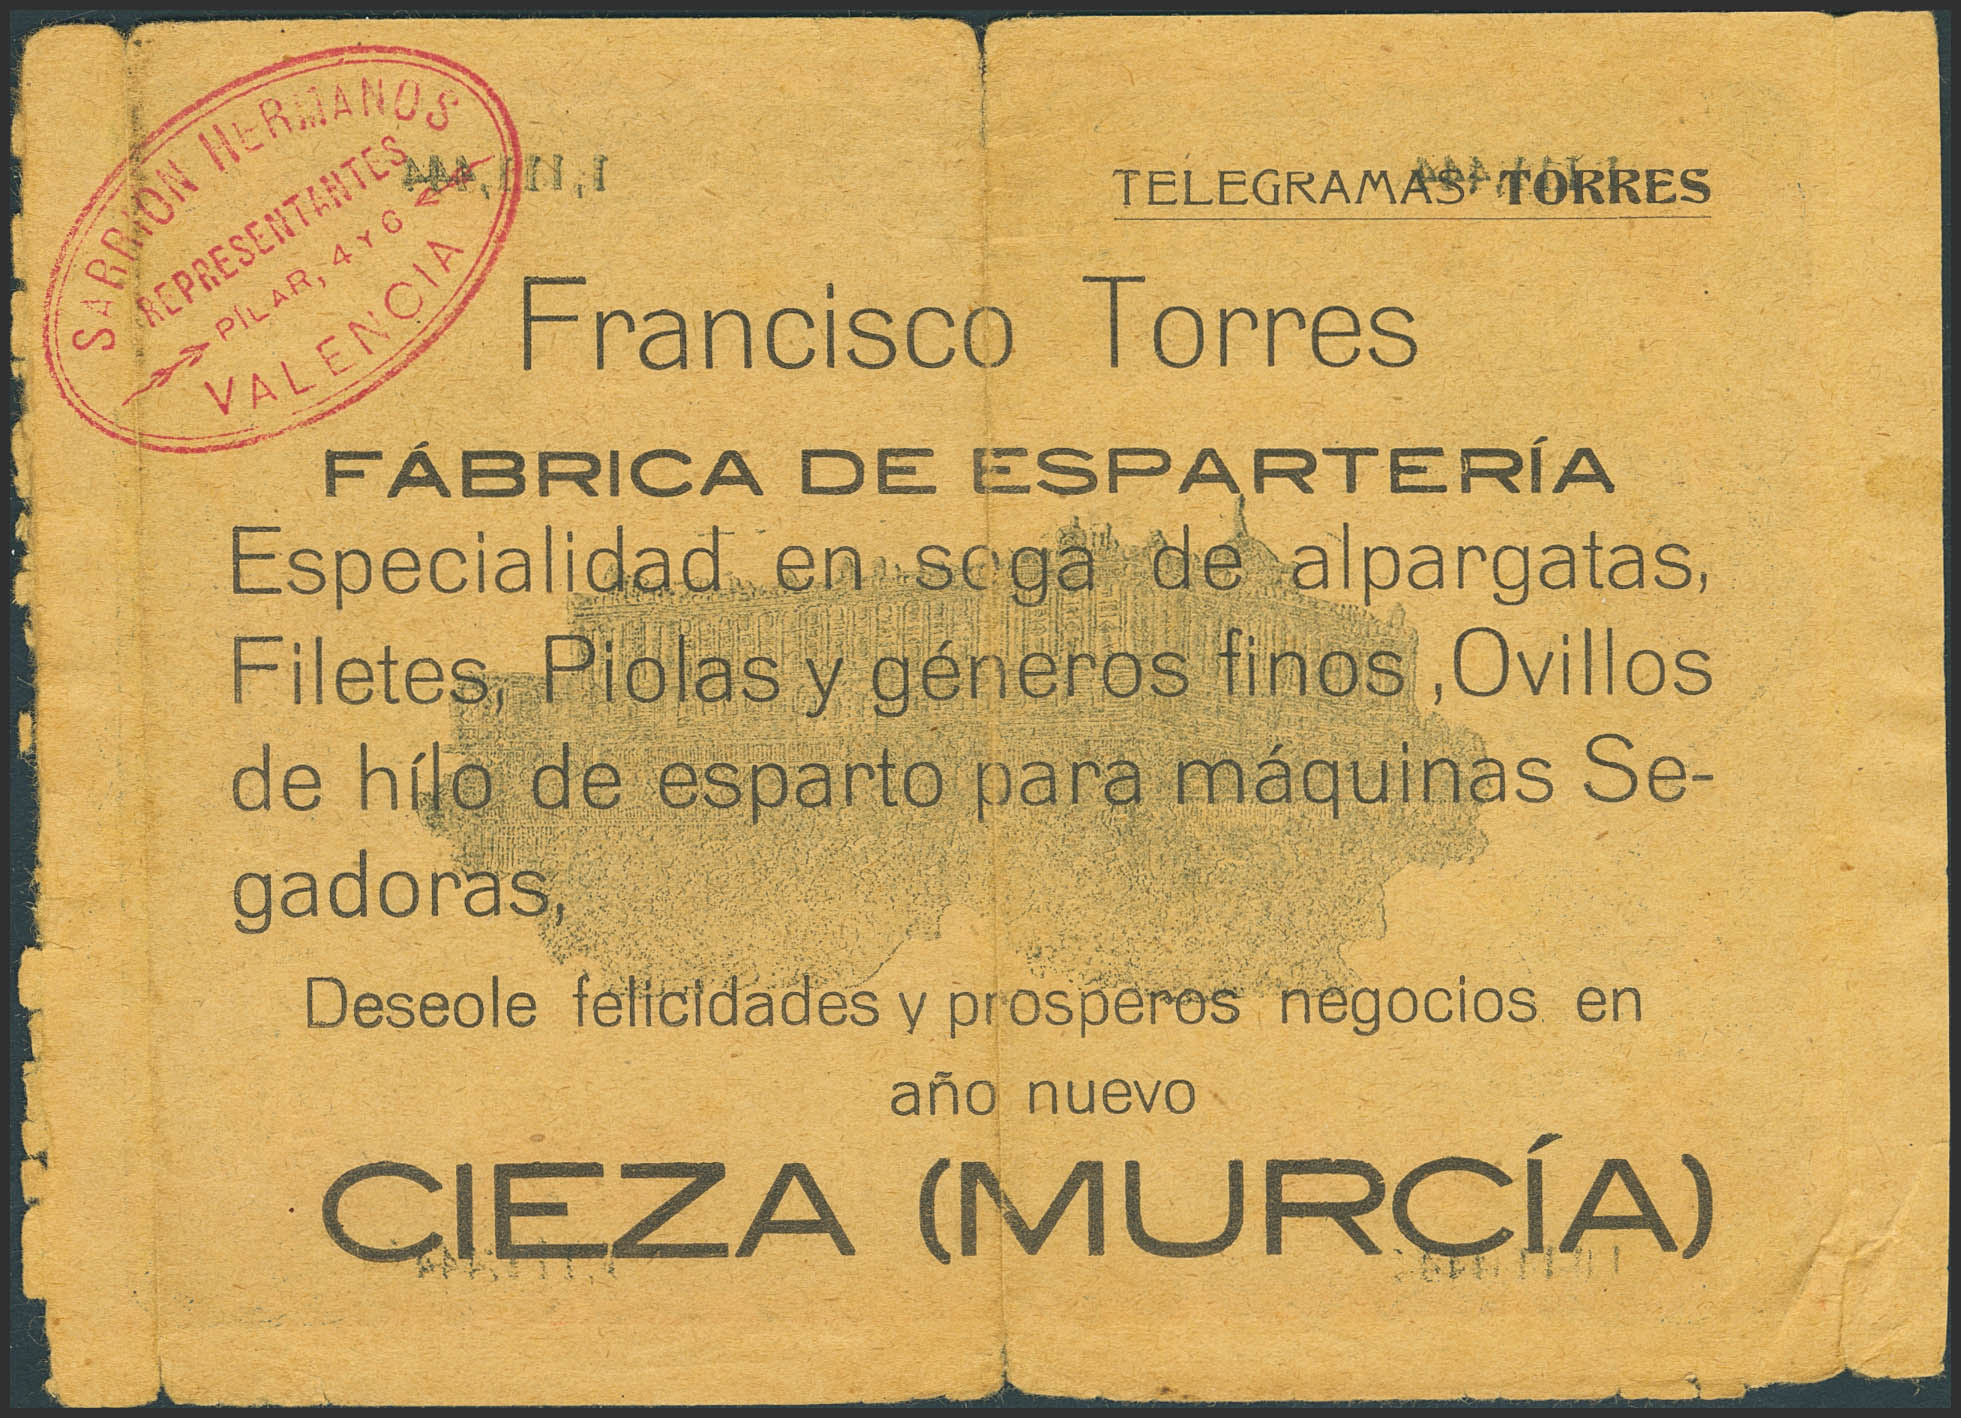 SARRIÓN HERMANOS
REPRESENTANTES
PILAR, 4 Y 6
VALENCIA
TELEGRAMAS TORRES
Francisco Torres
FÁBRICA DE ESPARTERÍA
Especialidad en soga de alpargatas,
Filetes, Piolas y géneros finos ,Ovillos
de hílo de esparto para máquinas Se-
gadoras,
Deseole felicidades y prosperos negocios en
año nuevo
CIEZA (MURCÍA)